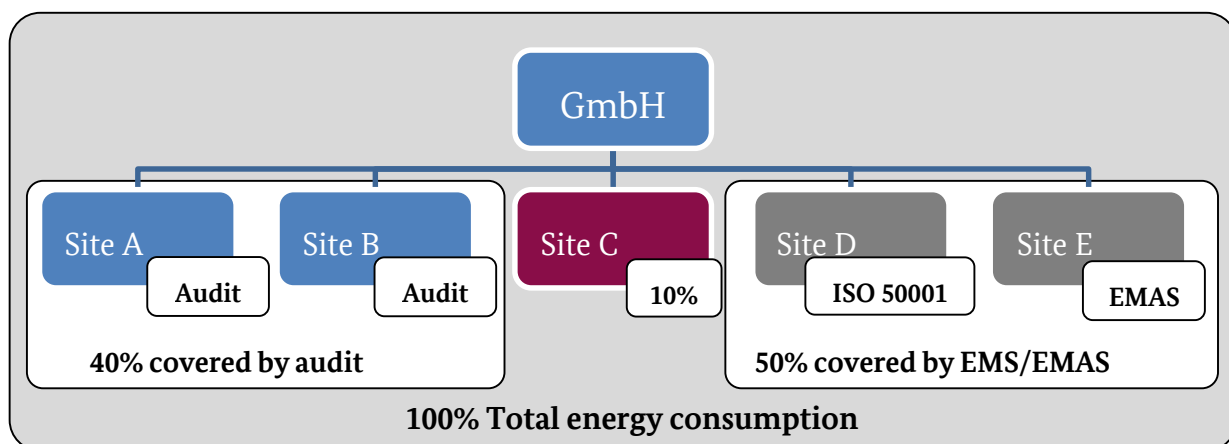 GmbH
Site A
Audit
Site B
Audit
Site C
10%
Site D
ISO 50001
Site E
EMAS
40% covered by audit
50% covered by EMS/EMAS
100% Total energy consumption